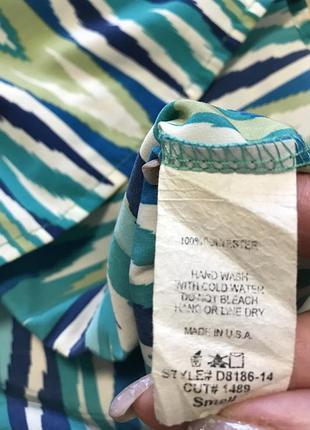 100% POLYESTER
HAND WASH
WITH COLD WATER
DO NOT BLEACH
HANG OR LINE DRY
MADE IN U.S.A.
STYLE# D8186-14
CUT# 1489
Small